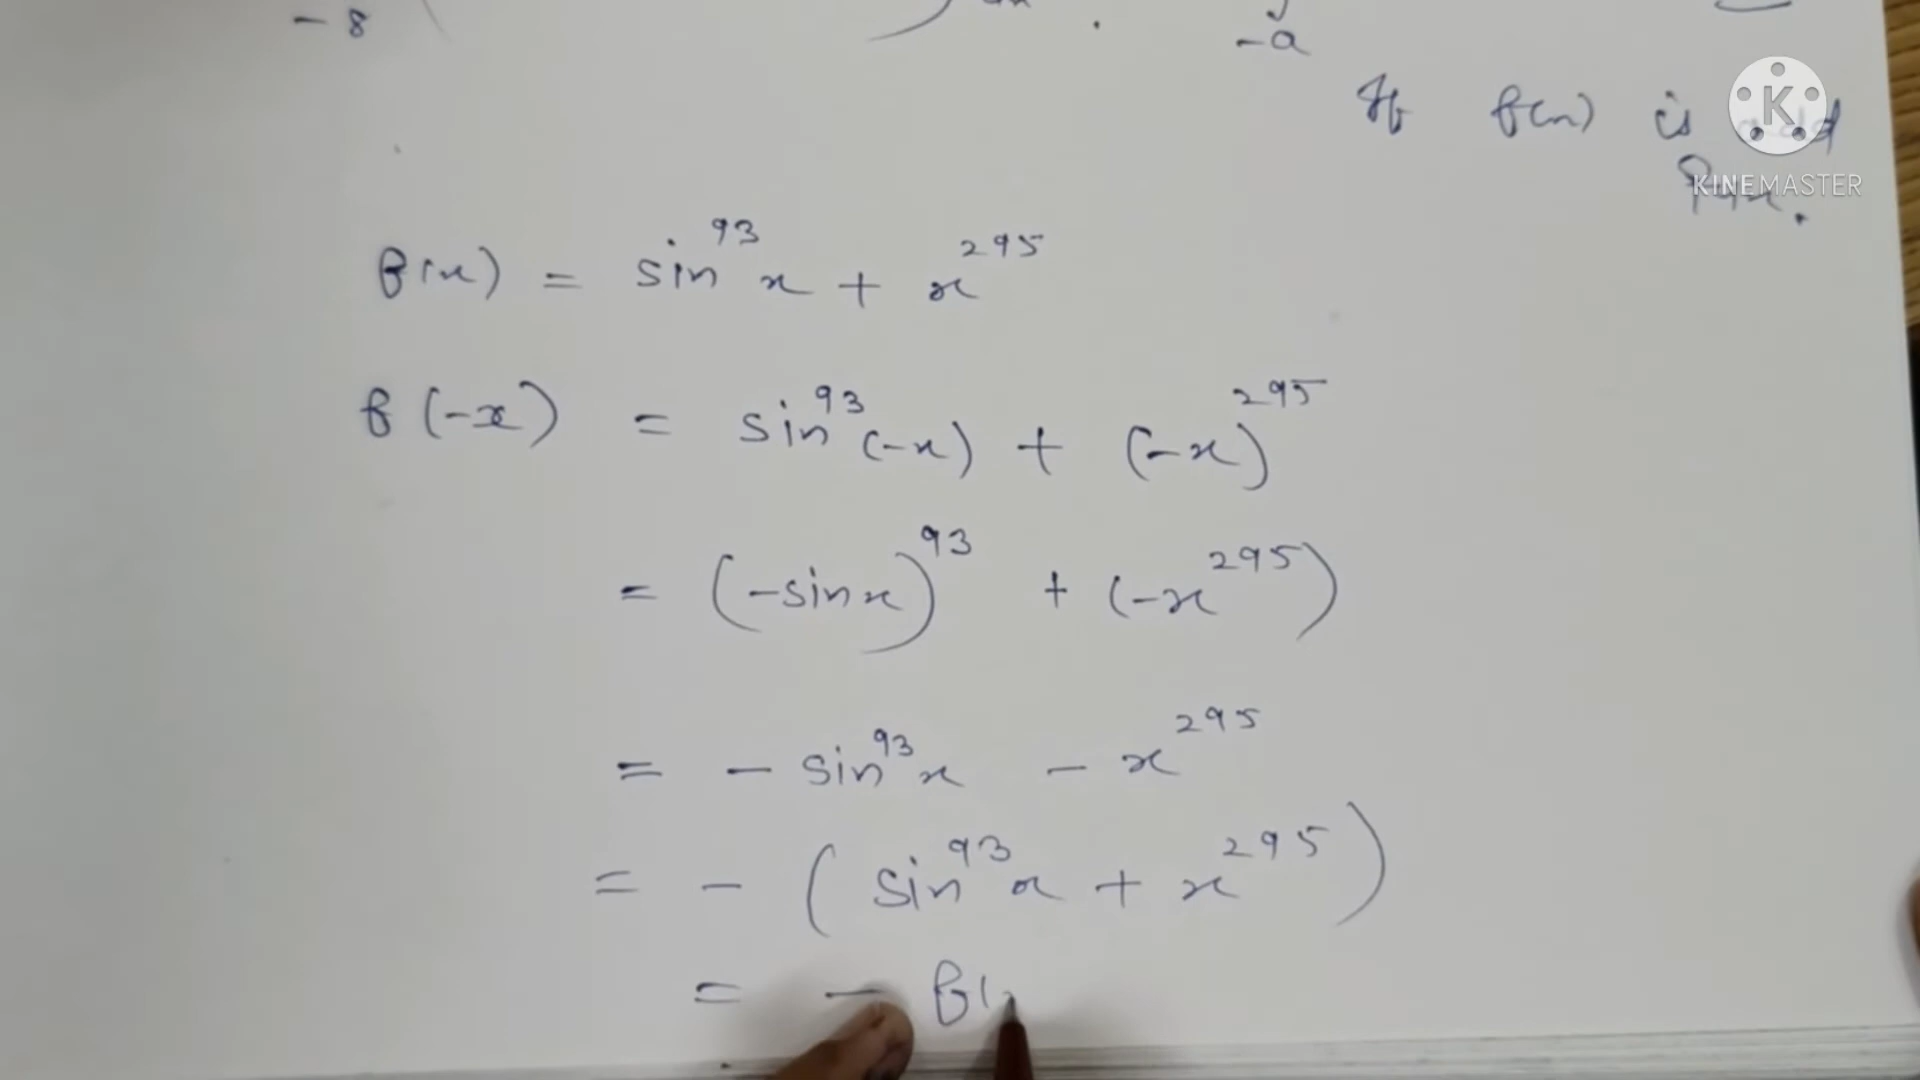 - 8
-a
If f(x) is odd
KINEMASTER
f(x) = sin^93 x + x^295
f(-x) = sin^93(-x) + (-x)^295
= (-sinx)^93 + (-x^295)
= - sin^93 x - x^295
= - (sin^93 x + x^295)
= - f(